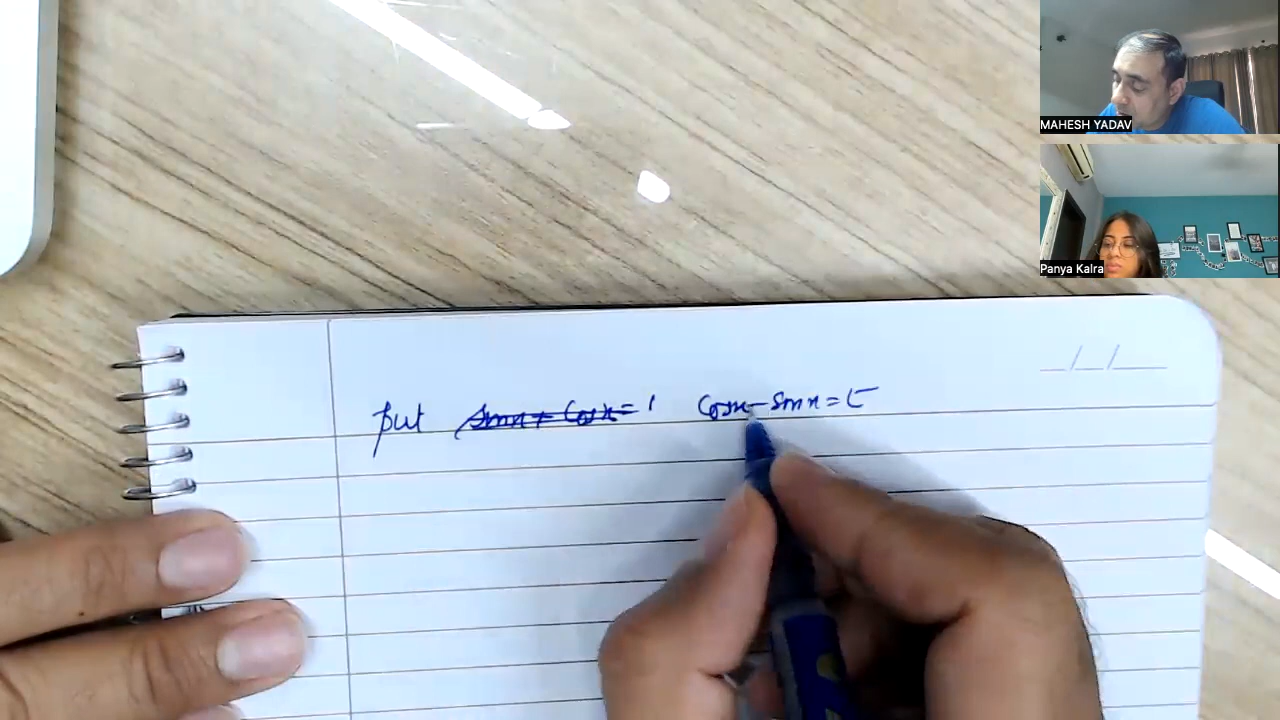 MAHESH YADAV
Panya Kalra
put sinx + Cosx = 1 Cosx - Sinx = t
_/_/_